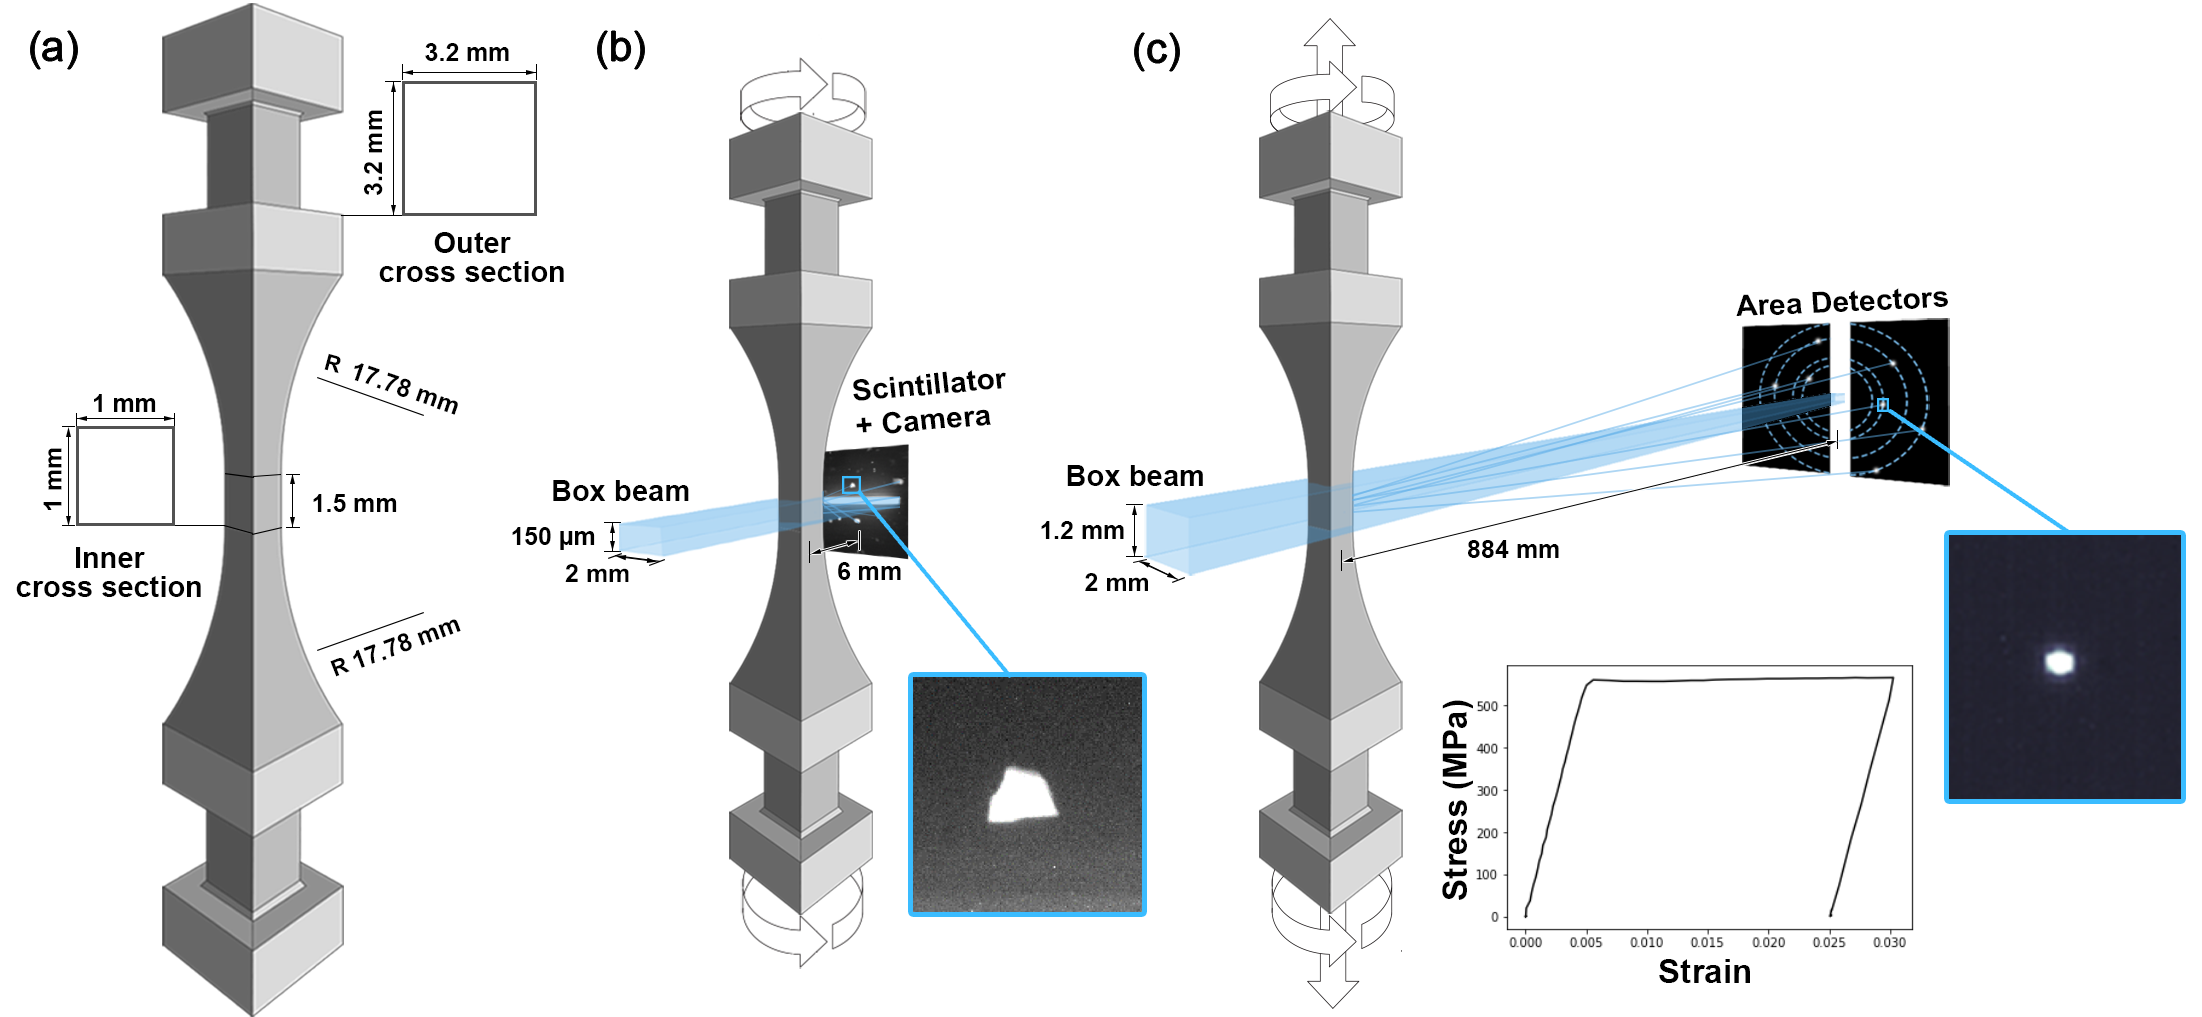 (a)
3.2 mm
3.2 mm
Outer
cross section
R 17.78 mm
1 mm
1 mm
1.5 mm
Inner
cross section
R 17.78 mm
(b)
Scintillator
+ Camera
Box beam
150 µm
2 mm
6 mm
(c)
Area Detectors
Box beam
1.2 mm
2 mm
884 mm
Stress (MPa)
500
400
300
200
100
0
0.000
0.005
0.010
0.015
0.020
0.025
0.030
Strain